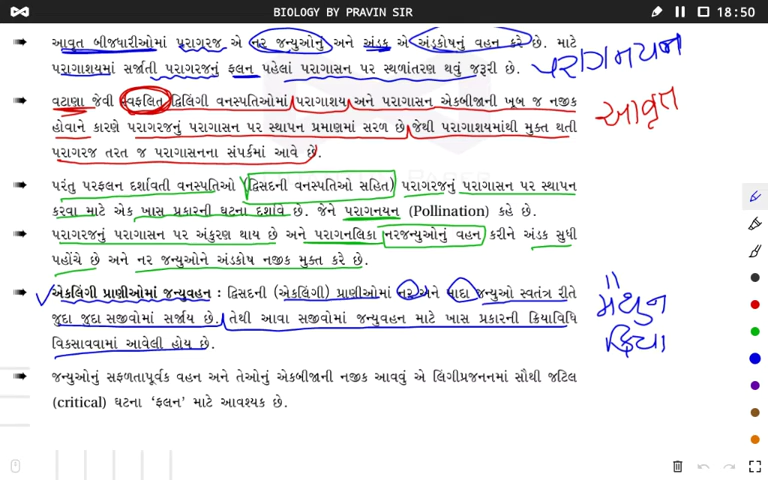 BIOLOGY BY PRAVIN SIR
18:50
આવૃત બીજધારીઓમાં પરાગરજ એ નર જન્યુઓનું અને અંડક એ અંડકોષનું વહન કરે છે. માટે
પરાગાશયમાં સર્જાતી પરાગરજનું ફલન પહેલાં પરાગાસન પર સ્થળાંતરણ થવું જરૂરી છે.
પરાગનયન
વટાણા જેવી સ્વફલિત દ્વિલિંગી વનસ્પતિઓમાં પરાગાશય અને પરાગાસન એકબીજાની ખૂબ જ નજીક
આવૃત
હોવાને કારણે પરાગરજનું પરાગાસન પર સ્થાપન પ્રમાણમાં સરળ છે જેથી પરાગાશયમાંથી મુક્ત થતી
પરાગરજ તરત જ પરાગાસનના સંપર્કમાં આવે છે.
પરંતુ પરફલન દર્શાવતી વનસ્પતિઓ (દ્વિસદની વનસ્પતિઓ સહિત) પરાગરજનું પરાગાસન પર સ્થાપન
કરવા માટે એક ખાસ પ્રકારની ઘટના દર્શાવે છે. જેને પરાગનયન (Pollination) કહે છે.
પરાગરજનું પરાગાસન પર અંકુરણ થાય છે અને પરાગનલિકા નરજન્યુઓનું વહન કરીને અંડક સુધી
પહોંચે છે અને નર જન્યુઓને અંડકોષ નજીક મુક્ત કરે છે.
એકલિંગી પ્રાણીઓમાં જન્યુવહન : દ્વિસદની (એકલિંગી) પ્રાણીઓમાં નર અને માદા જન્યુઓ સ્વતંત્ર રીતે
જુદા જુદા સજીવોમાં સર્જાય છે. તેથી આવા સજીવોમાં જન્યુવહન માટે ખાસ પ્રકારની ક્રિયાવિધિ
વિકસાવવામાં આવેલી હોય છે.
મૈથુન
ક્રિયા
જન્યુઓનું સફળતાપૂર્વક વહન અને તેઓનું એકબીજાની નજીક આવવું એ લિંગીપ્રજનનમાં સૌથી જટિલ
(critical) ઘટના ‘ફલન’ માટે આવશ્યક છે.